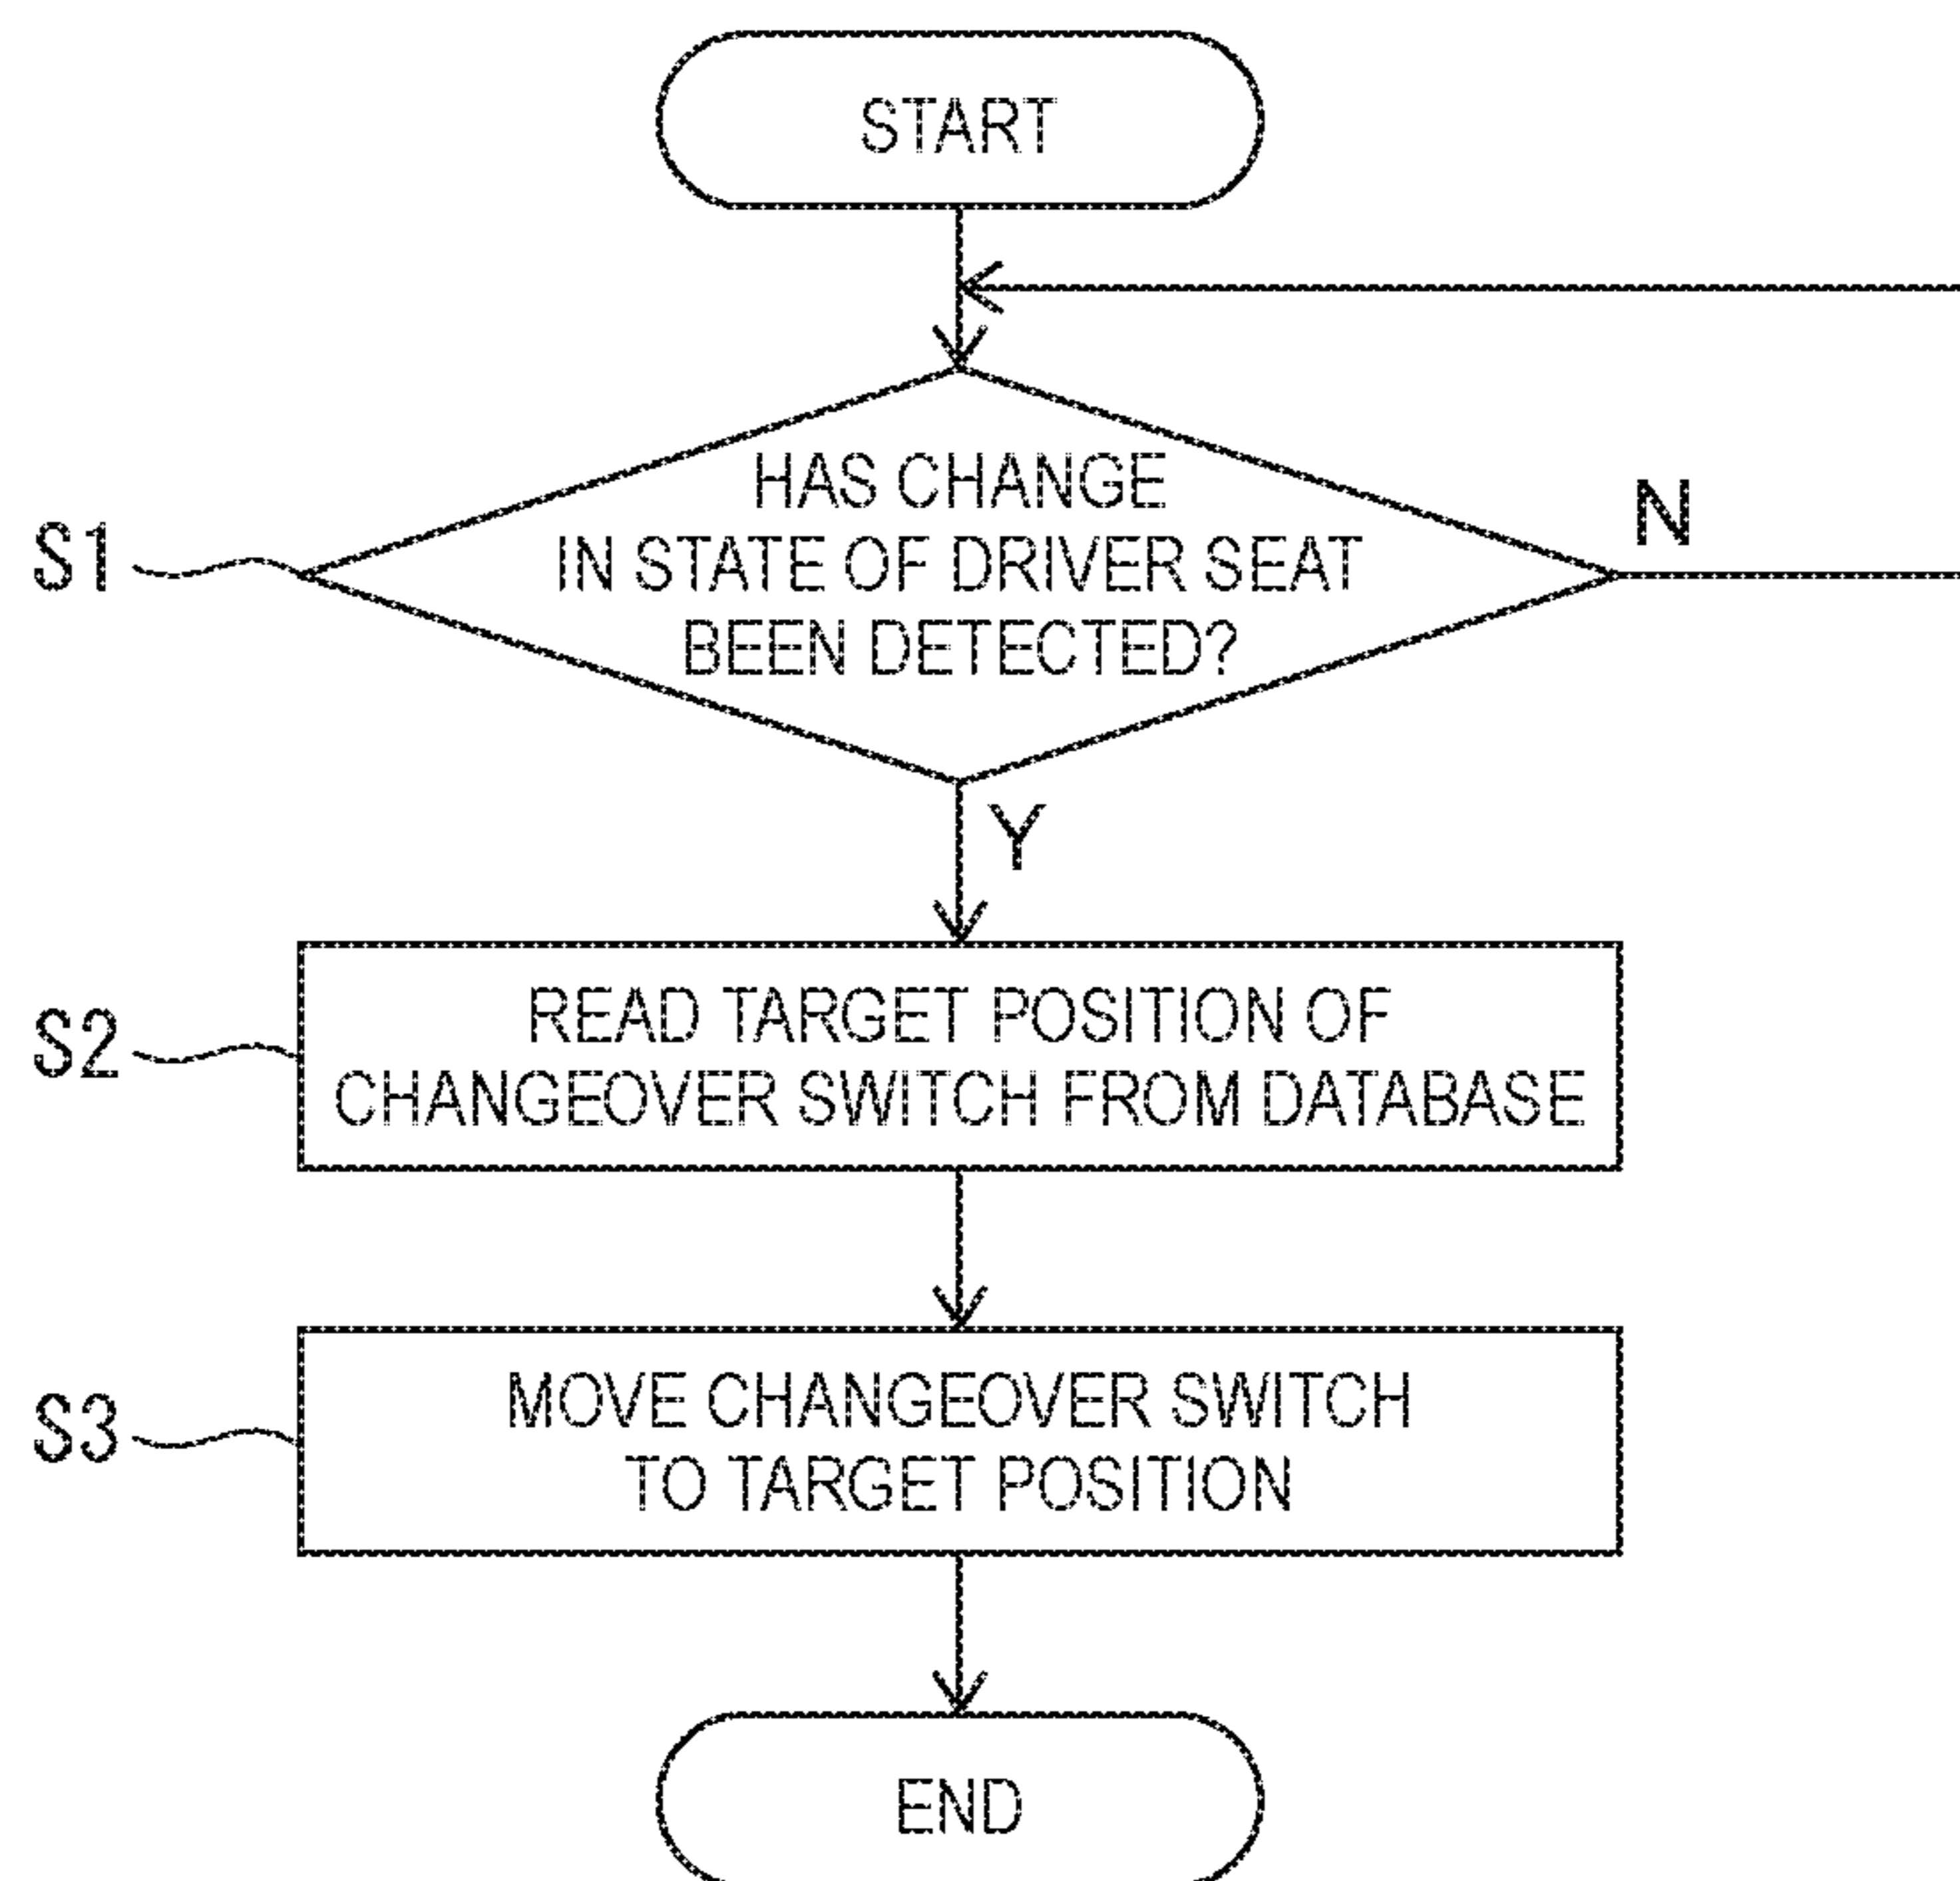 START
HAS CHANGE
IN STATE OF DRIVER SEAT
BEEN DETECTED?
S1
N
Y
S2
READ TARGET POSITION OF
CHANGEOVER SWITCH FROM DATABASE
S3
MOVE CHANGEOVER SWITCH
TO TARGET POSITION
END